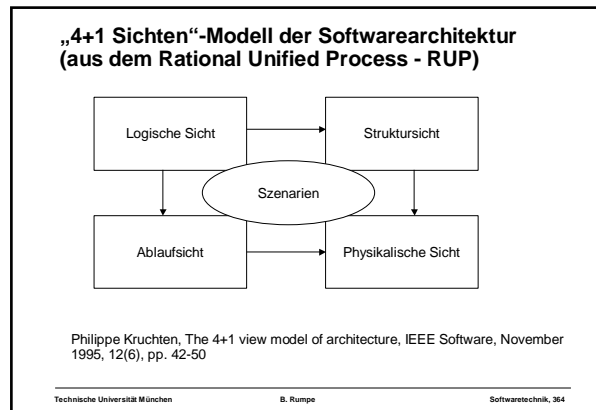 „4+1 Sichten“-Modell der Softwarearchitektur
(aus dem Rational Unified Process - RUP)
Logische Sicht
Struktursicht
Szenarien
Ablaufsicht
Physikalische Sicht
Philippe Kruchten, The 4+1 view model of architecture, IEEE Software, November
1995, 12(6), pp. 42-50
Technische Universität München B. Rumpe Softwaretechnik, 364